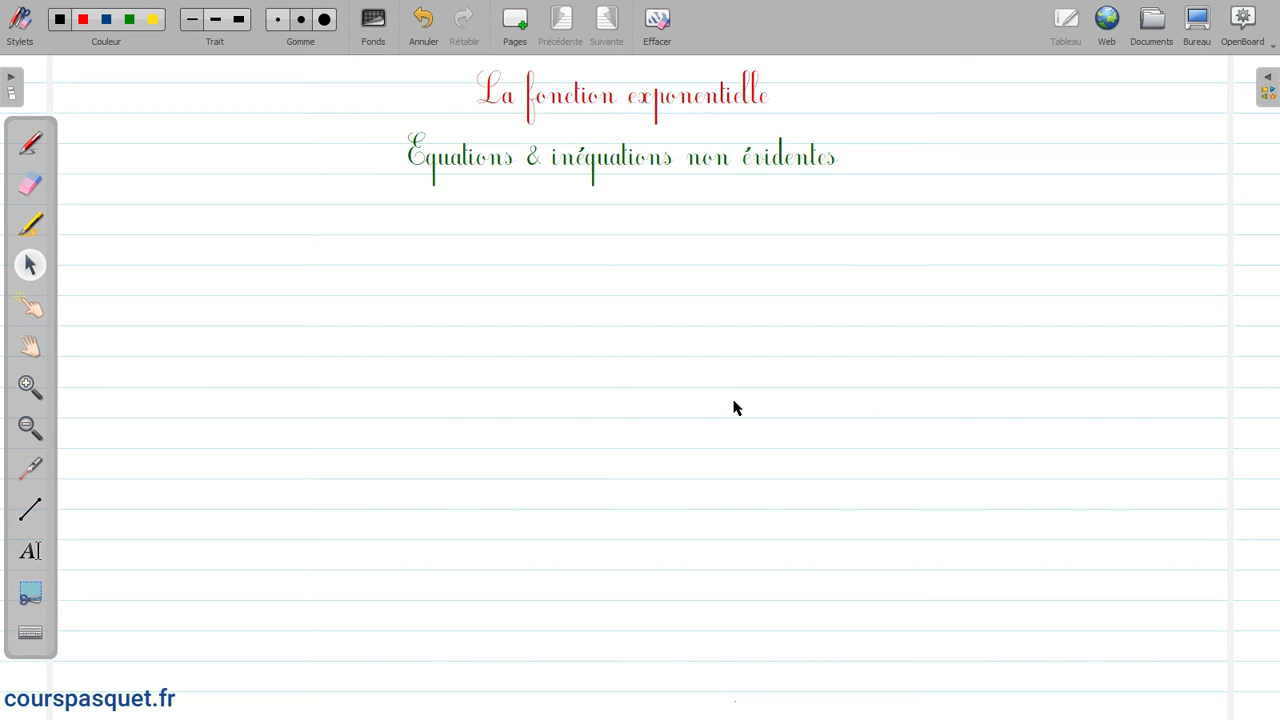 Stylets Couleur Trait Gomme Fonds Annuler Rétablir Pages Précédente Suivante Effacer Tableau Web Documents Bureau OpenBoard
La fonction exponentielle
Equations & inéquations non évidentes
A
courspasquet.fr